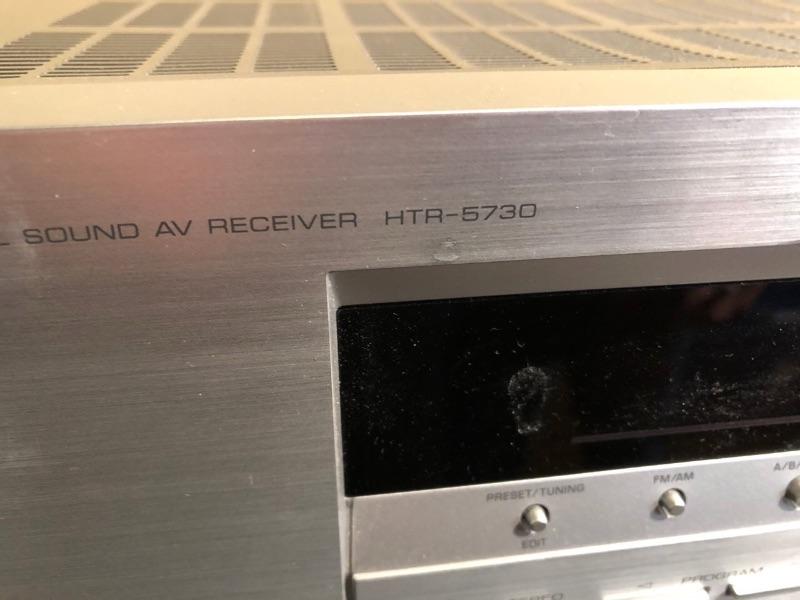 SOUND AV RECEIVER HTR-5730
PRESET/TUNING
FM/AM
A/B/
EDIT
PROGRAM